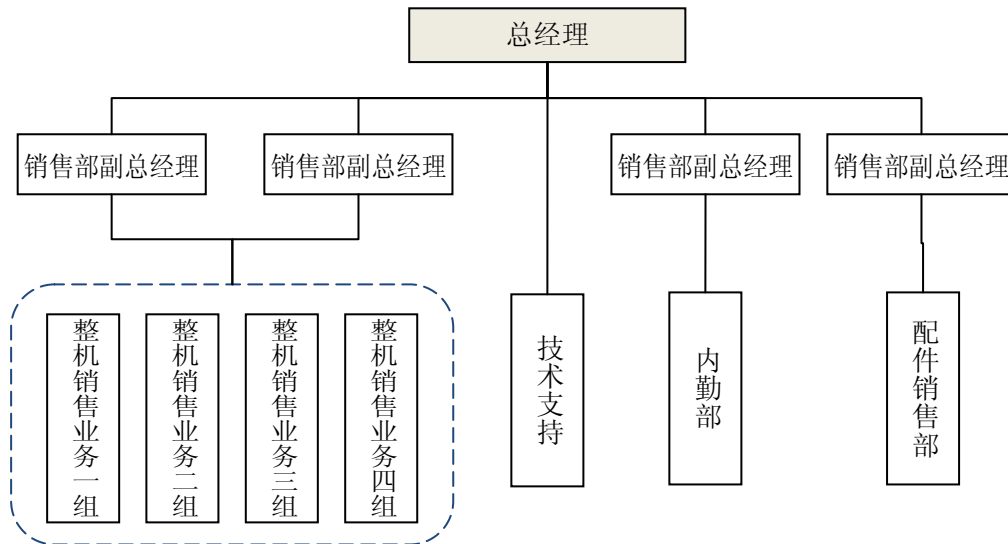 总经理
销售部副总经理
销售部副总经理
销售部副总经理
销售部副总经理
整机销售业务一组
整机销售业务二组
整机销售业务三组
整机销售业务四组
技术支持
内勤部
配件销售部